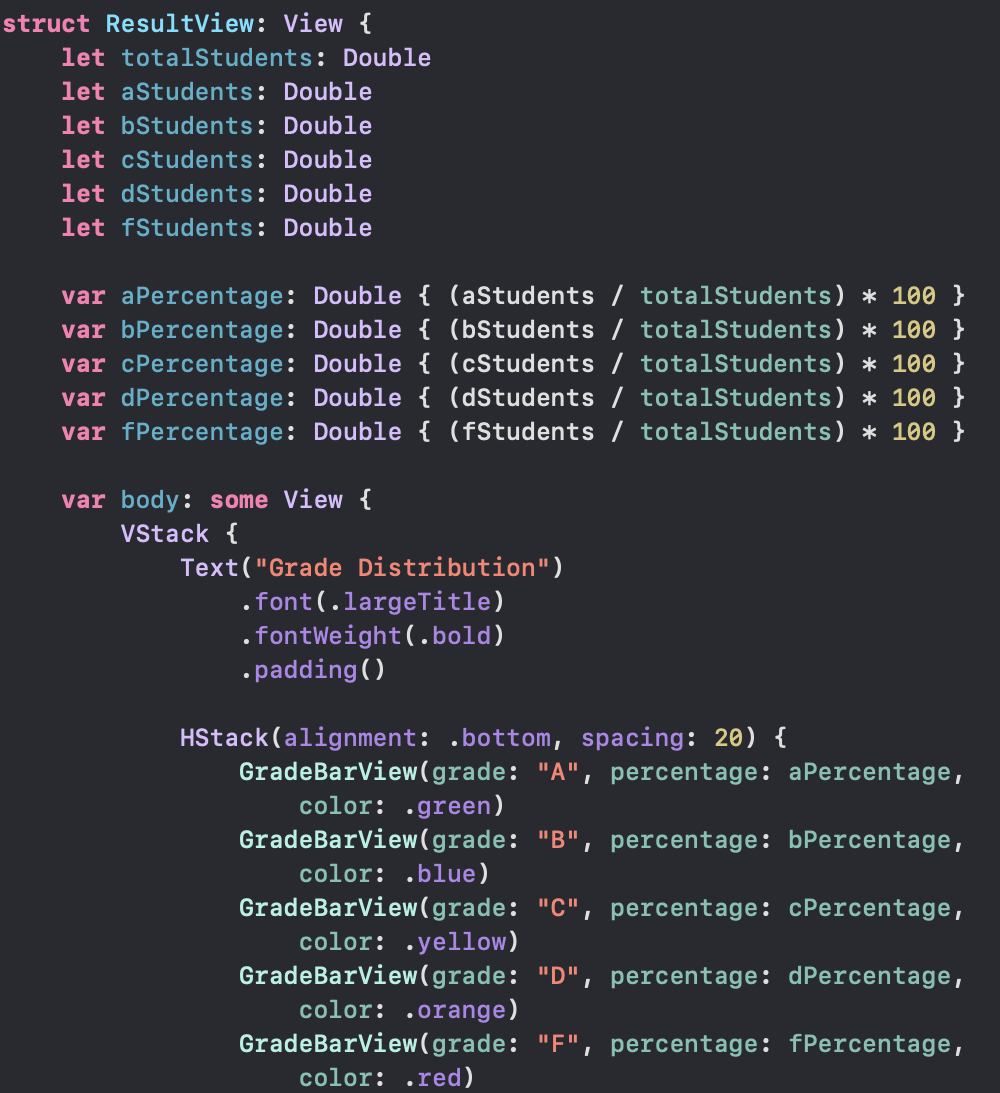 struct ResultView: View {
    let totalStudents: Double
    let aStudents: Double
    let bStudents: Double
    let cStudents: Double
    let dStudents: Double
    let fStudents: Double

    var aPercentage: Double { (aStudents / totalStudents) * 100 }
    var bPercentage: Double { (bStudents / totalStudents) * 100 }
    var cPercentage: Double { (cStudents / totalStudents) * 100 }
    var dPercentage: Double { (dStudents / totalStudents) * 100 }
    var fPercentage: Double { (fStudents / totalStudents) * 100 }

    var body: some View {
        VStack {
            Text("Grade Distribution")
                .font(.largeTitle)
                .fontWeight(.bold)
                .padding()

            HStack(alignment: .bottom, spacing: 20) {
                GradeBarView(grade: "A", percentage: aPercentage,
                    color: .green)
                GradeBarView(grade: "B", percentage: bPercentage,
                    color: .blue)
                GradeBarView(grade: "C", percentage: cPercentage,
                    color: .yellow)
                GradeBarView(grade: "D", percentage: dPercentage,
                    color: .orange)
                GradeBarView(grade: "F", percentage: fPercentage,
                    color: .red)